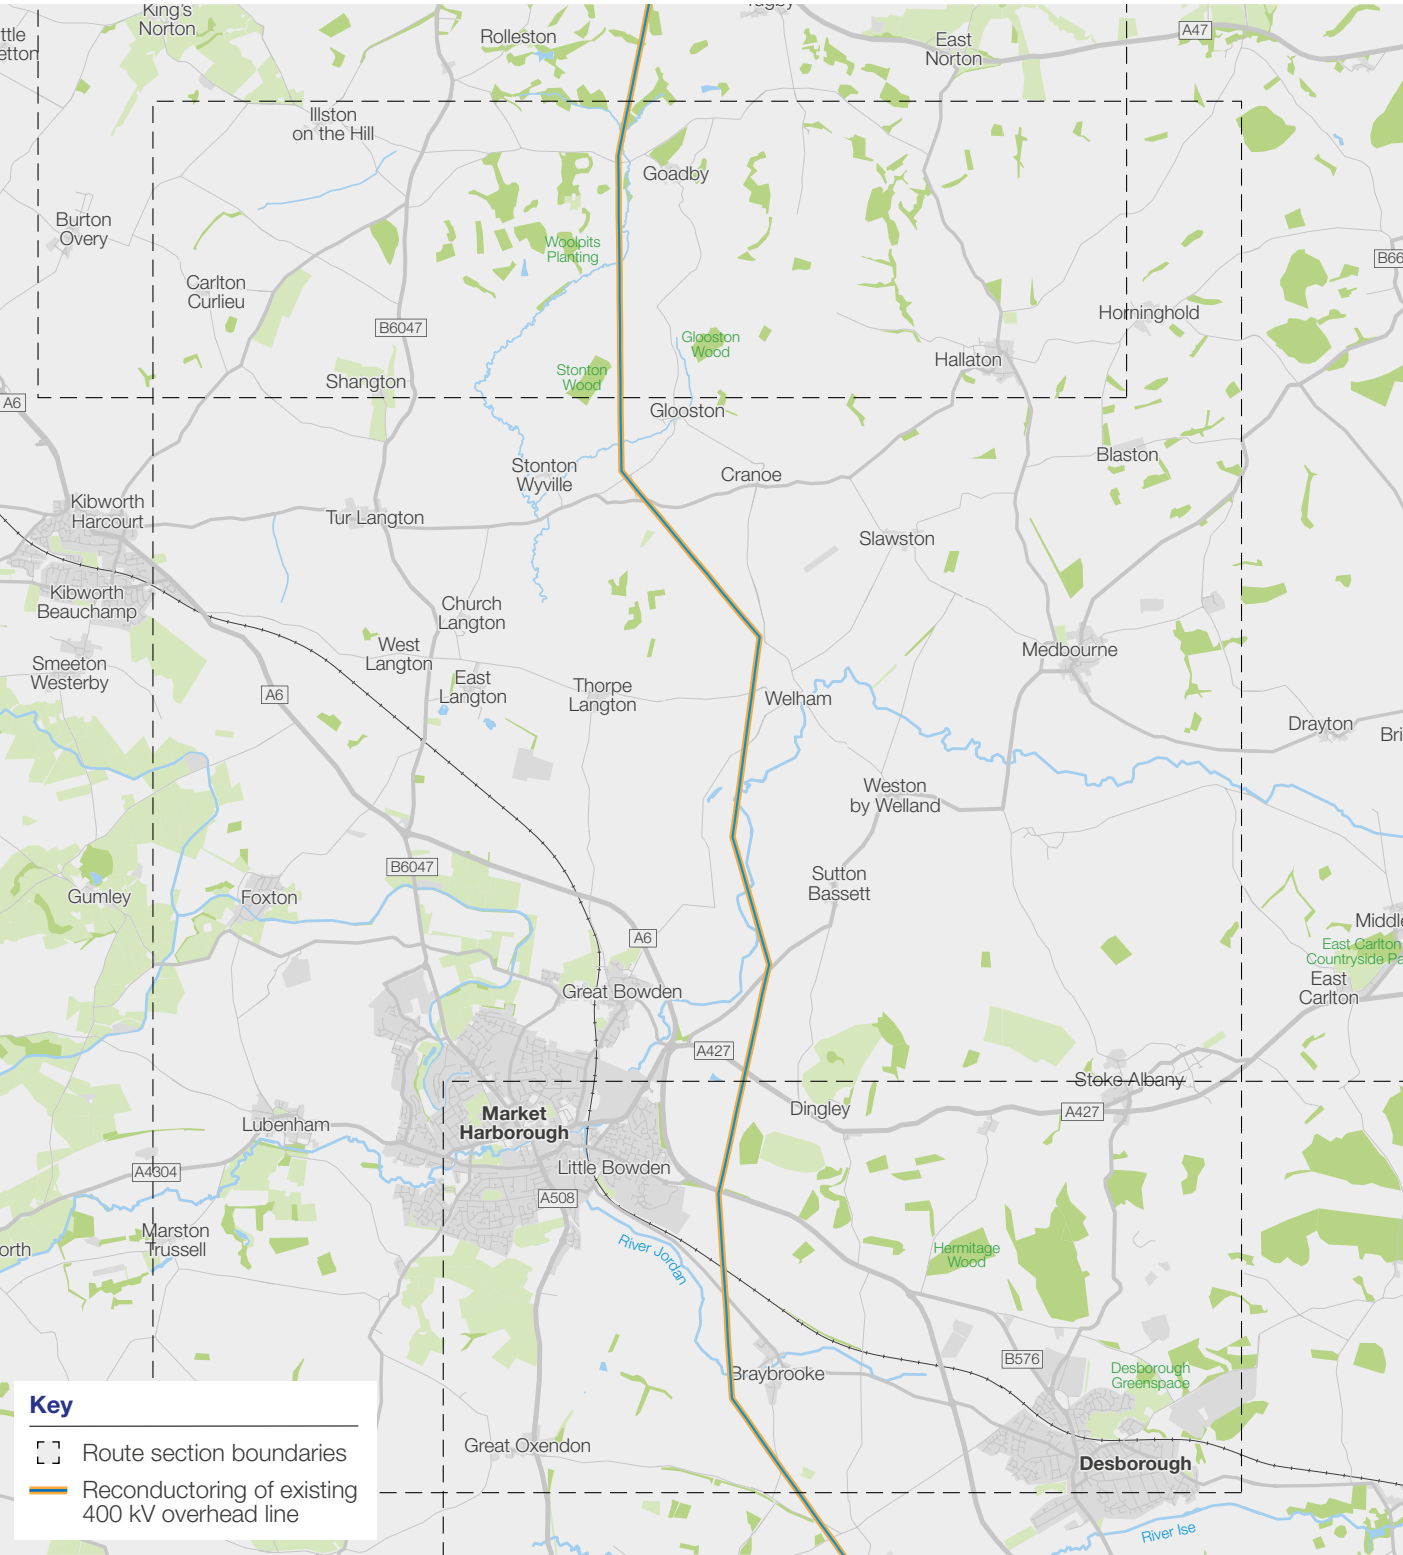 King's
Norton
Rolleston
East
Norton
A47
Illston
on the Hill
Goadby
Burton
Overy
Woolpits
Planting
B66
Carlton
Curlieu
Horninghold
B6047
Glooston
Wood
Hallaton
Stonton
Wood
Shangton
A6
Glooston
Blaston
Stonton
Wyville
Cranoe
Kibworth
Harcourt
Tur Langton
Slawston
Kibworth
Beauchamp
Church
Langton
West
Langton
Medbourne
Smeeton
Westerby
East
Langton
Thorpe
Langton
A6
Welham
Drayton
Bri
Weston
by Welland
B6047
Sutton
Bassett
Gumley
Foxton
Middle
A6
East Carlton
Countryside Pa
East
Carlton
Great Bowden
A427
Stoke Albany
Market
Harborough
Dingley
A427
Lubenham
Little Bowden
A4304
A508
Marston
Trussell
orth
River Jordan
Hermitage
Wood
B576
Braybrooke
Desborough
Greenspace
Great Oxendon
Desborough
River Ise
Key
Route section boundaries
Reconductoring of existing
400 kV overhead line